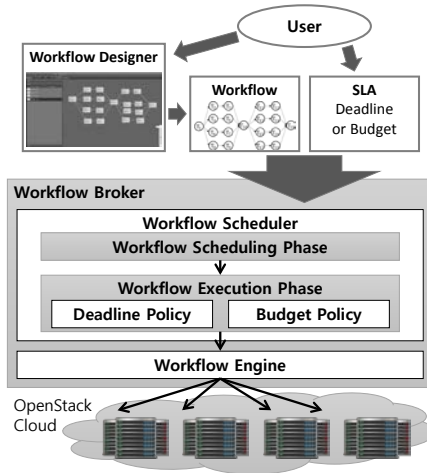 User
Workflow Designer
Workflow
SLA
Deadline
or Budget
Workflow Broker
Workflow Scheduler
Workflow Scheduling Phase
Workflow Execution Phase
Deadline Policy
Budget Policy
Workflow Engine
OpenStack
Cloud